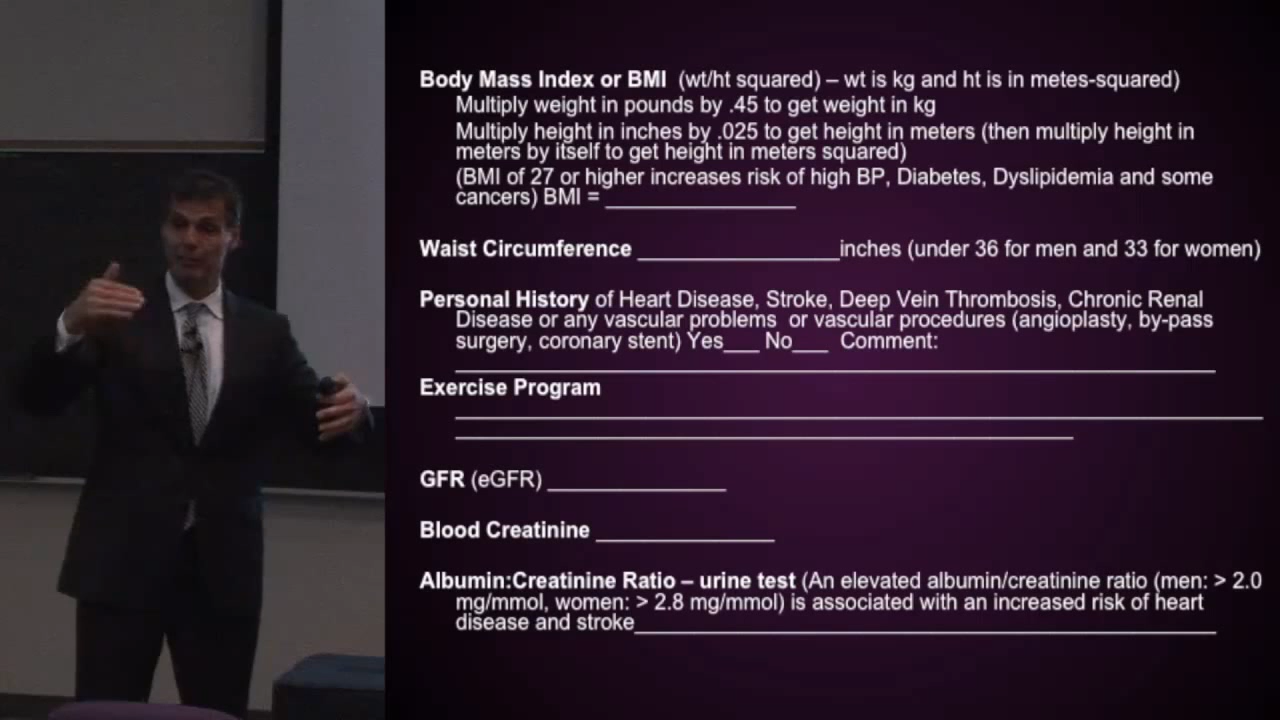 Body Mass Index or BMI (wt/ht squared) – wt is kg and ht is in metes-squared)
Multiply weight in pounds by .45 to get weight in kg
Multiply height in inches by .025 to get height in meters (then multiply height in
meters by itself to get height in meters squared)
(BMI of 27 or higher increases risk of high BP, Diabetes, Dyslipidemia and some
cancers) BMI = ________________
Waist Circumference _________________inches (under 36 for men and 33 for women)
Personal History of Heart Disease, Stroke, Deep Vein Thrombosis, Chronic Renal
Disease or any vascular problems or vascular procedures (angioplasty, by-pass
surgery, coronary stent) Yes___ No___ Comment:
________________________________________________________________
Exercise Program
____________________________________________________________________
____________________________________________________
GFR (eGFR) _______________
Blood Creatinine _______________
Albumin:Creatinine Ratio – urine test (An elevated albumin/creatinine ratio (men: > 2.0
mg/mmol, women: > 2.8 mg/mmol) is associated with an increased risk of heart
disease and stroke_________________________________________________